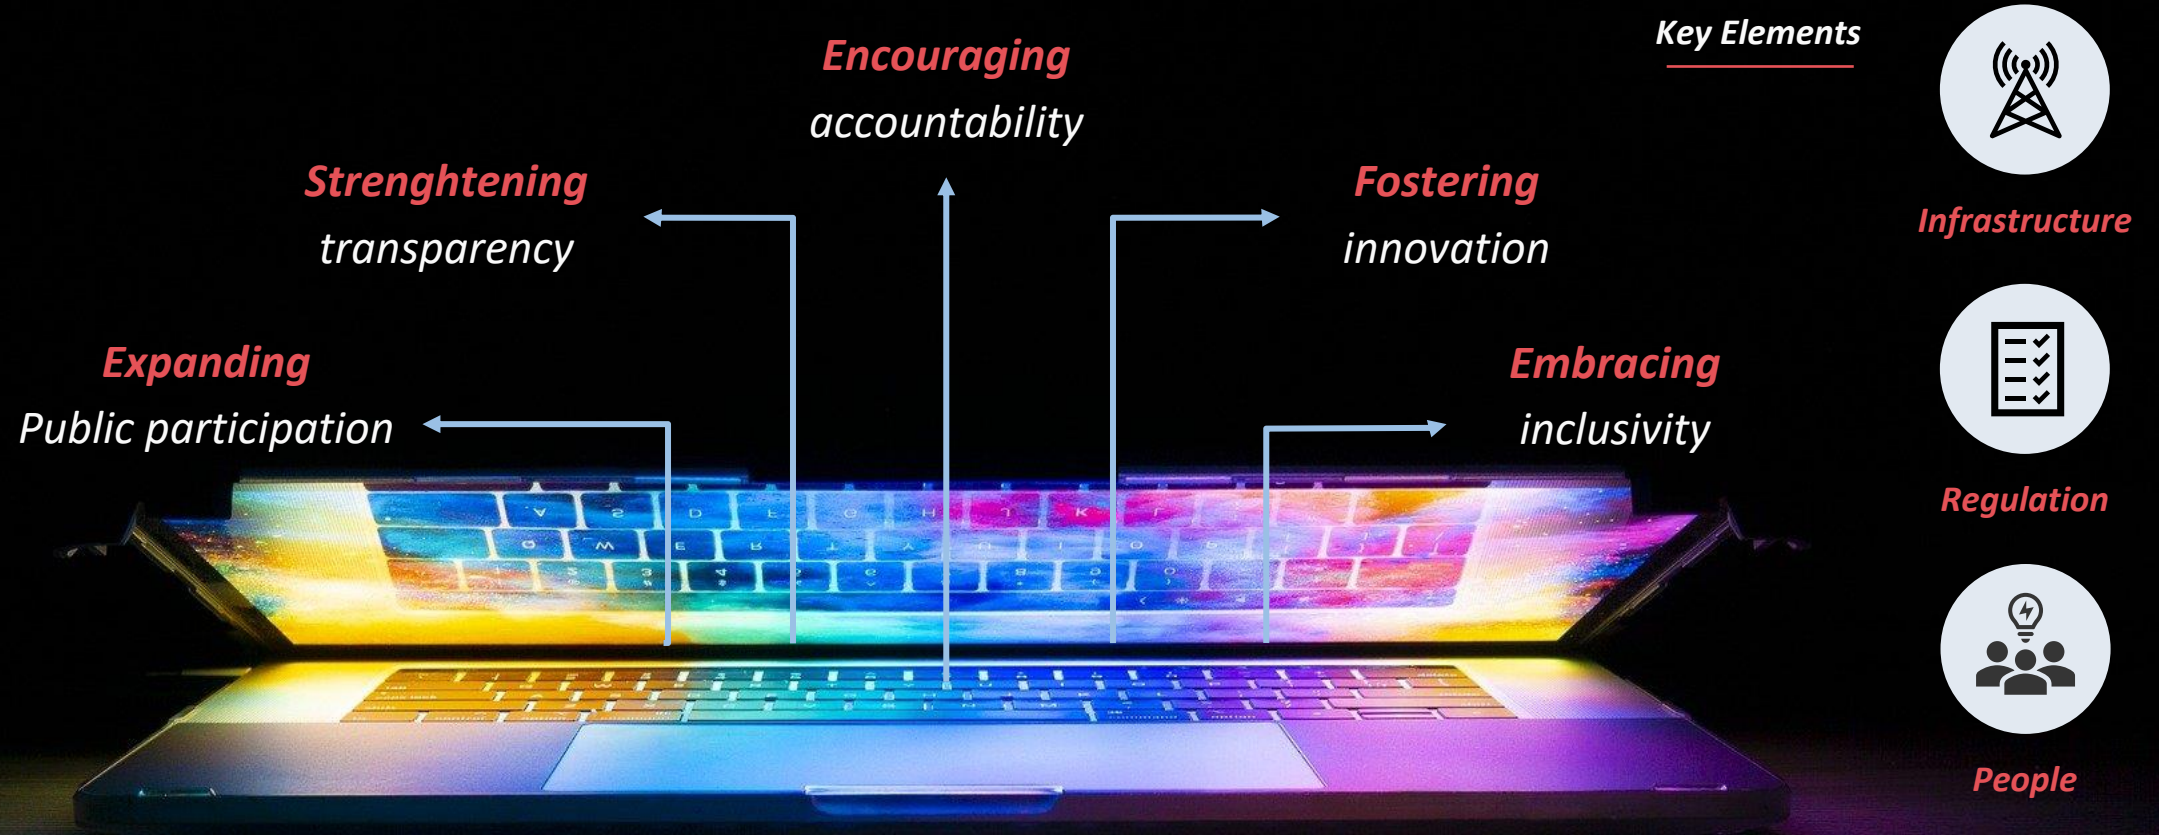 Key Elements
Encouraging
accountability
Strenghtening
transparency
Fostering
innovation
Expanding
Public participation
Embracing
inclusivity
Infrastructure
Regulation
People